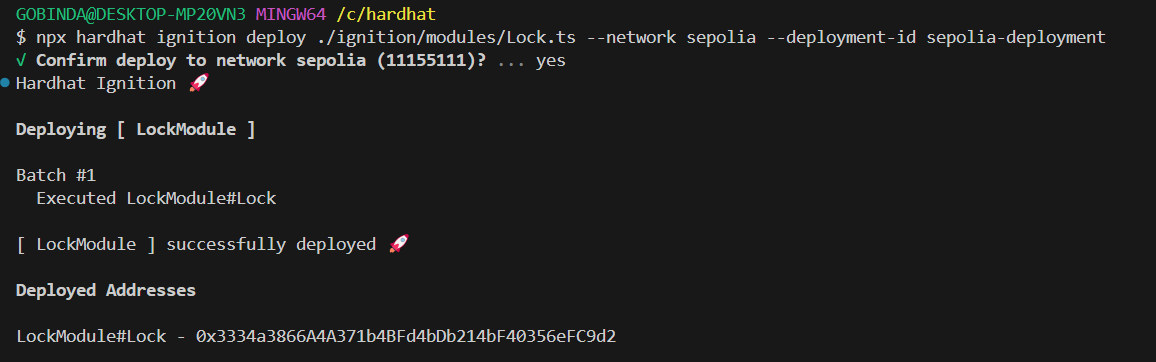 GOBINDA@DESKTOP-MP20VN3 MINGW64 /c/hardhat
$ npx hardhat ignition deploy ./ignition/modules/Lock.ts --network sepolia --deployment-id sepolia-deployment
√ Confirm deploy to network sepolia (11155111)? ... yes
Hardhat Ignition 🚀
Deploying [ LockModule ]
Batch #1
Executed LockModule#Lock
[ LockModule ] successfully deployed 🚀
Deployed Addresses
LockModule#Lock - 0x3334a3866A4A371b4BFd4bDb214bF40356eFC9d2